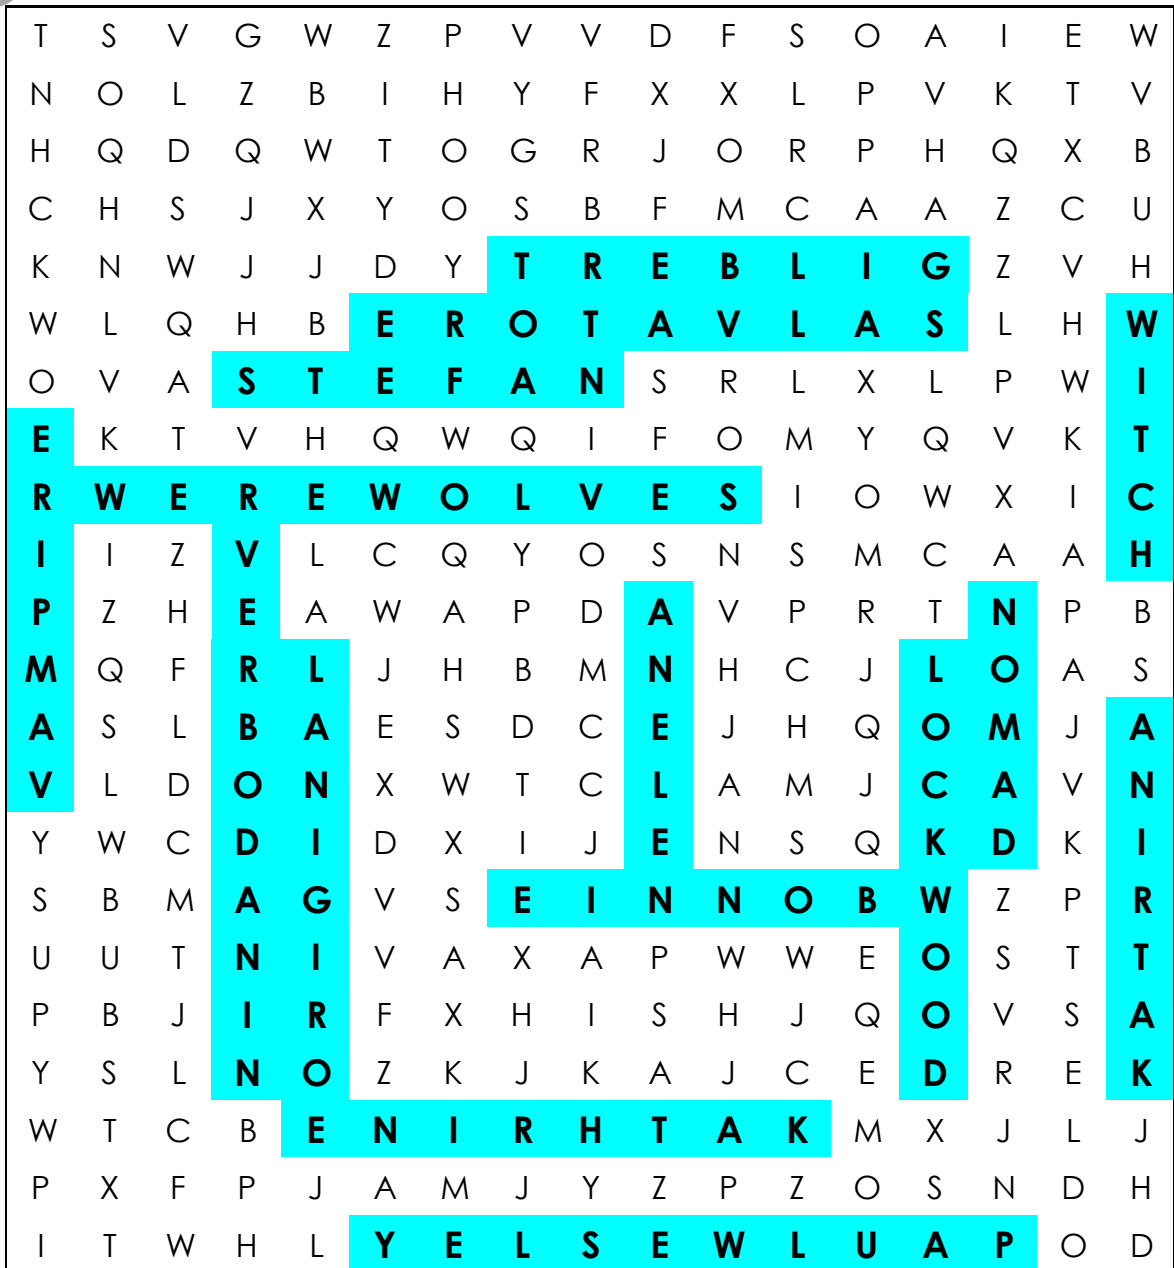 T S V G W Z P V V D F S O A I E W
N O L Z B I H Y F X X L P V K T V
H Q D Q W T O G R J O R P H Q X B
C H S J X Y O S B F M C A A Z C U
K N W J J D Y T R E B L I G Z V H
W L Q H B E R O T A V L A S L H W
O V A S T E F A N S R L X L P W I
E K T V H Q W Q I F O M Y Q V K T
R W E R E W O L V E S I O W X I C
I I Z V L C Q Y O S N S M C A A H
P Z H E A W A P D A V P R T N P B
M Q F R L J H B M N H C J L O A S
A S L B A E S D C E J H Q O M J A
V L D O N X W T C L A M J C A V N
Y W C D I D X I J E N S Q K D K I
S B M A G V S E I N N O B W Z P R
U U T N I V A X A P W W E O S T T
P B J I R F X H I S H J Q O V S A
Y S L N O Z K J K A J C E D R E K
W T C B E N I R H T A K M X J L J
P X F P J A M J Y Z P Z O S N D H
I T W H L Y E L S E W L U A P O D